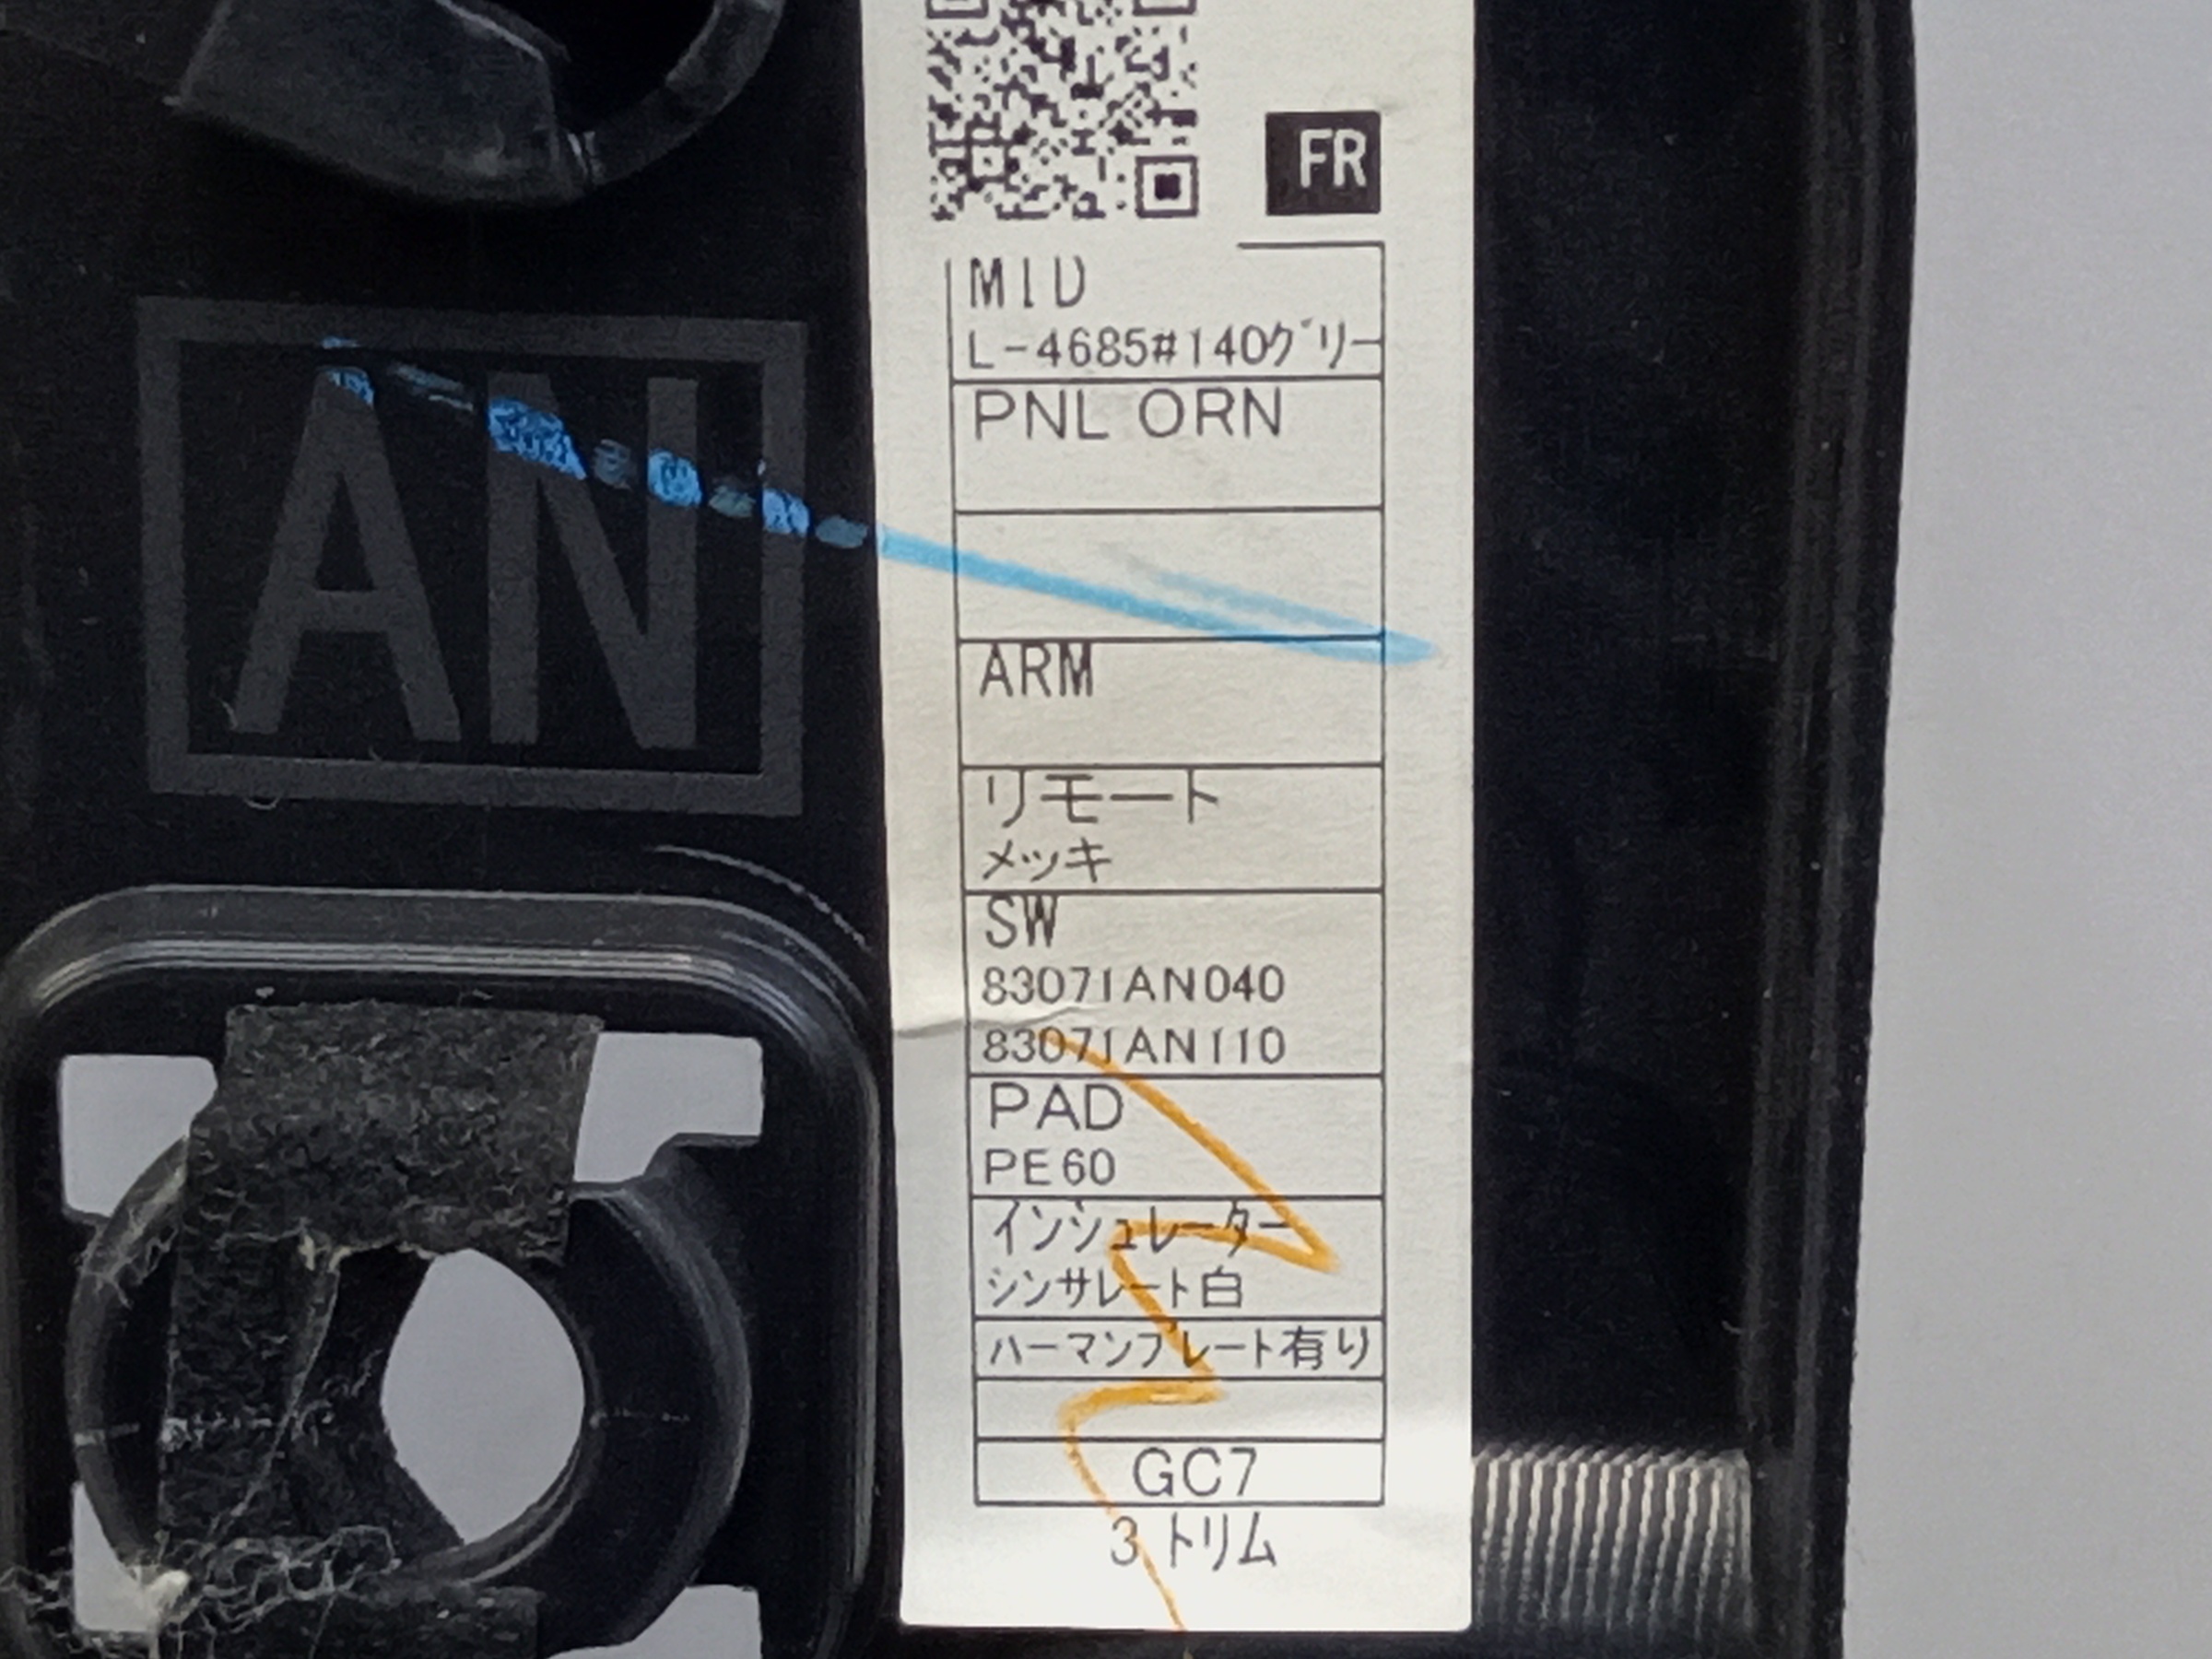 FR
MID
L-4685#140グリー
PNL ORN
AN
ARM
リモート
メッキ
SW
83071AN040
83071AN110
PAD
PE60
インシュレーター
シンサレート白
ハーマンプレート有り
GC7
3 トリム